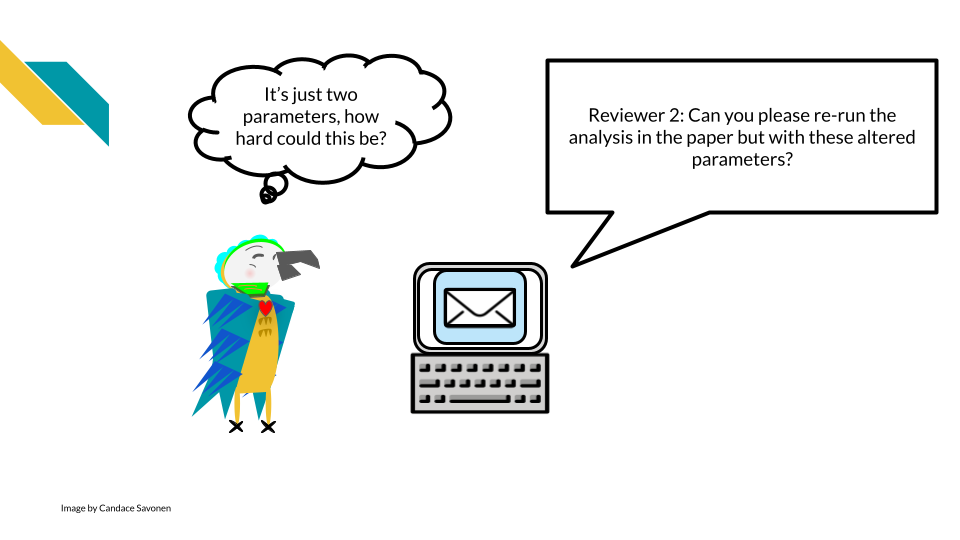 It’s just two
parameters, how
hard could this be?
Reviewer 2: Can you please re-run the
analysis in the paper but with these altered
parameters?
Image by Candace Savonen